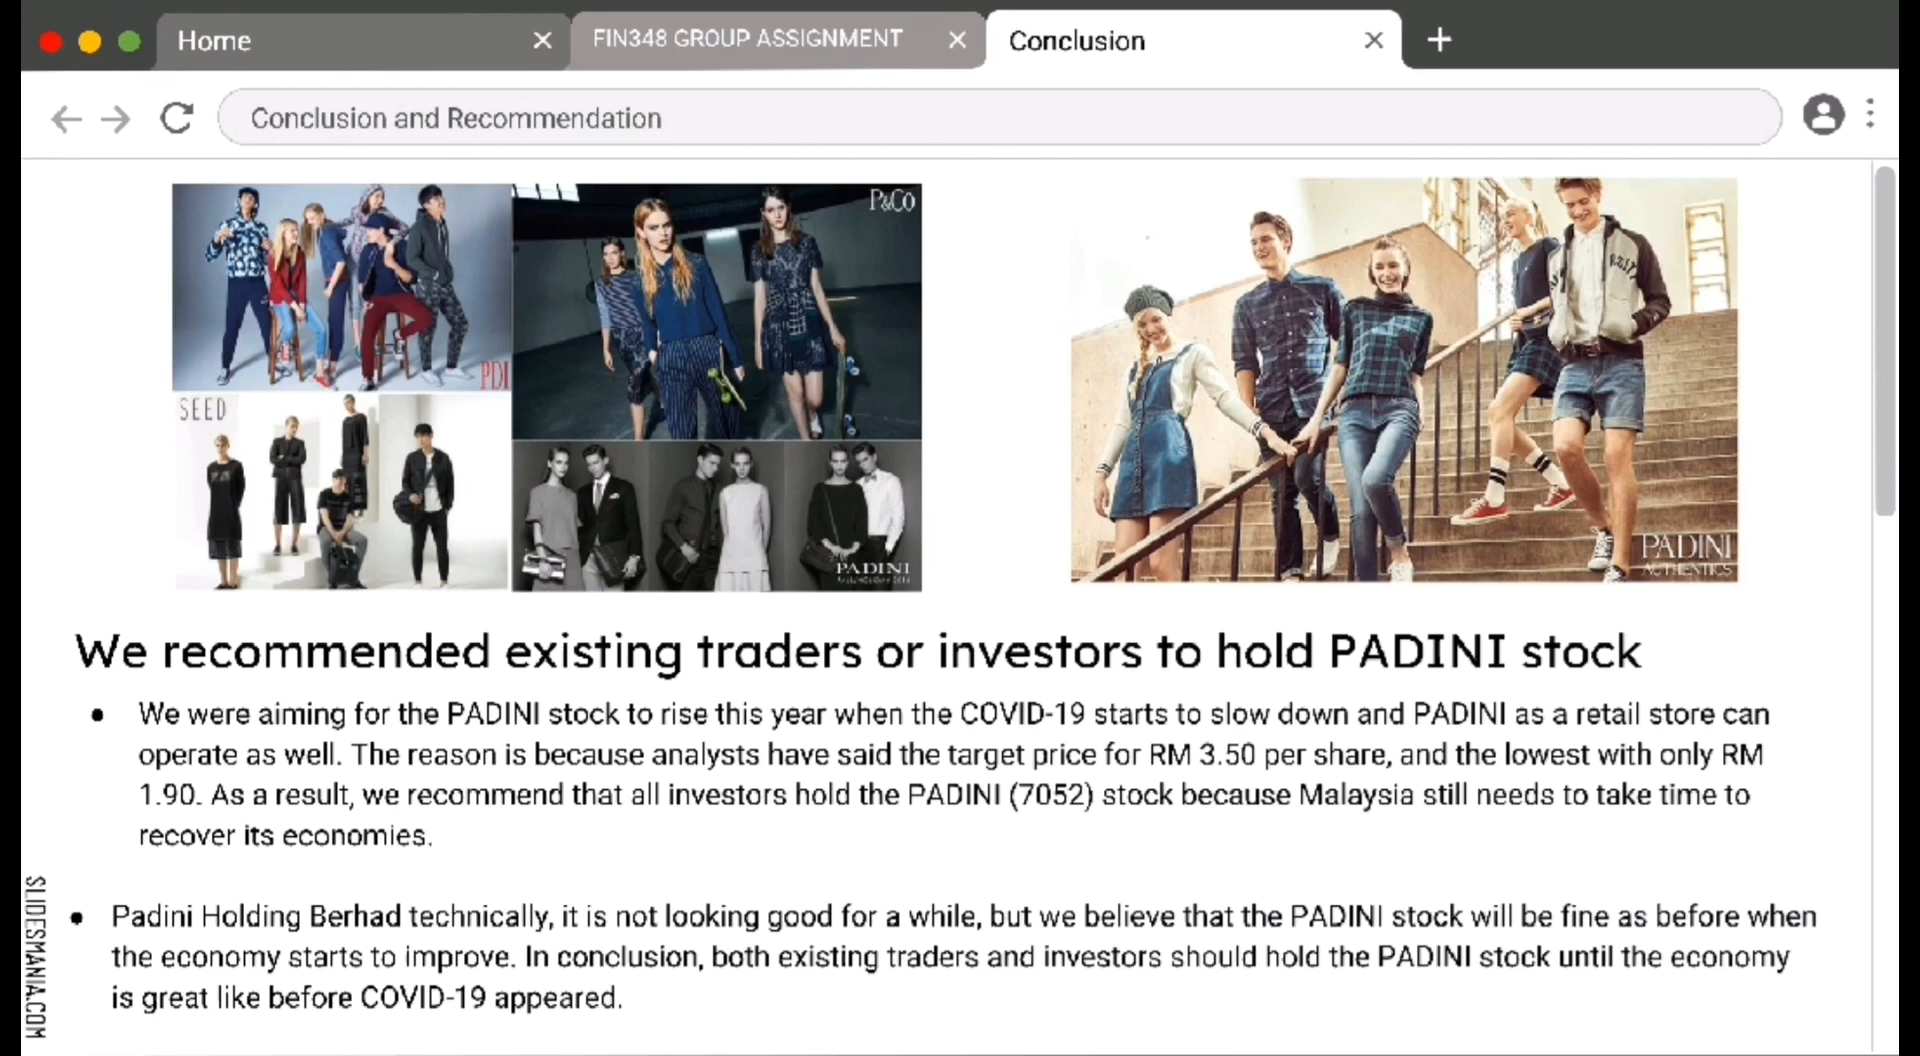 Home
FIN348 GROUP ASSIGNMENT
Conclusion
Conclusion and Recommendation
P&Co
PDI
SEED
PADINI
PADINI
AUTHENTICS
We recommended existing traders or investors to hold PADINI stock
We were aiming for the PADINI stock to rise this year when the COVID-19 starts to slow down and PADINI as a retail store can
operate as well. The reason is because analysts have said the target price for RM 3.50 per share, and the lowest with only RM
1.90. As a result, we recommend that all investors hold the PADINI (7052) stock because Malaysia still needs to take time to
recover its economies.
Padini Holding Berhad technically, it is not looking good for a while, but we believe that the PADINI stock will be fine as before when
the economy starts to improve. In conclusion, both existing traders and investors should hold the PADINI stock until the economy
is great like before COVID-19 appeared.
SLIDESMANIA.COM